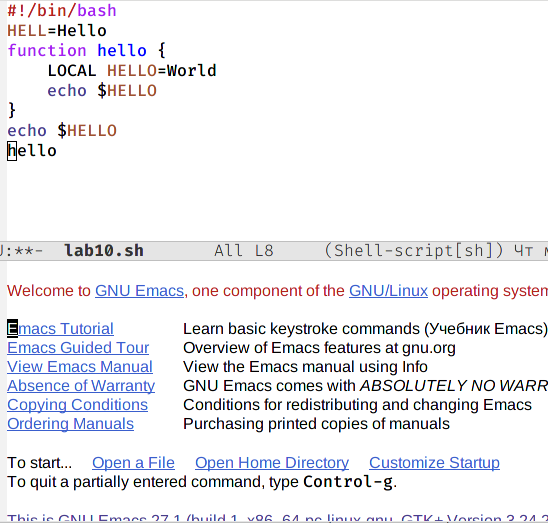 #!/bin/bash
HELL=Hello
function hello {
    LOCAL HELLO=World
    echo $HELLO
}
echo $HELLO
hello
U:**-  lab10.sh       All L8     (Shell-script[sh]) Чт
Welcome to GNU Emacs, one component of the GNU/Linux operating system
Emacs Tutorial Learn basic keystroke commands (Учебник Emacs)
Emacs Guided Tour Overview of Emacs features at gnu.org
View Emacs Manual View the Emacs manual using Info
Absence of Warranty GNU Emacs comes with ABSOLUTELY NO WARR
Copying Conditions Conditions for redistributing and changing Emacs
Ordering Manuals Purchasing printed copies of manuals
To start... Open a File Open Home Directory Customize Startup
To quit a partially entered command, type Control-g.
This is GNU Emacs 27.1 (build 1, x86_64-pc-linux-gnu, GTK+ Version 3.24.2